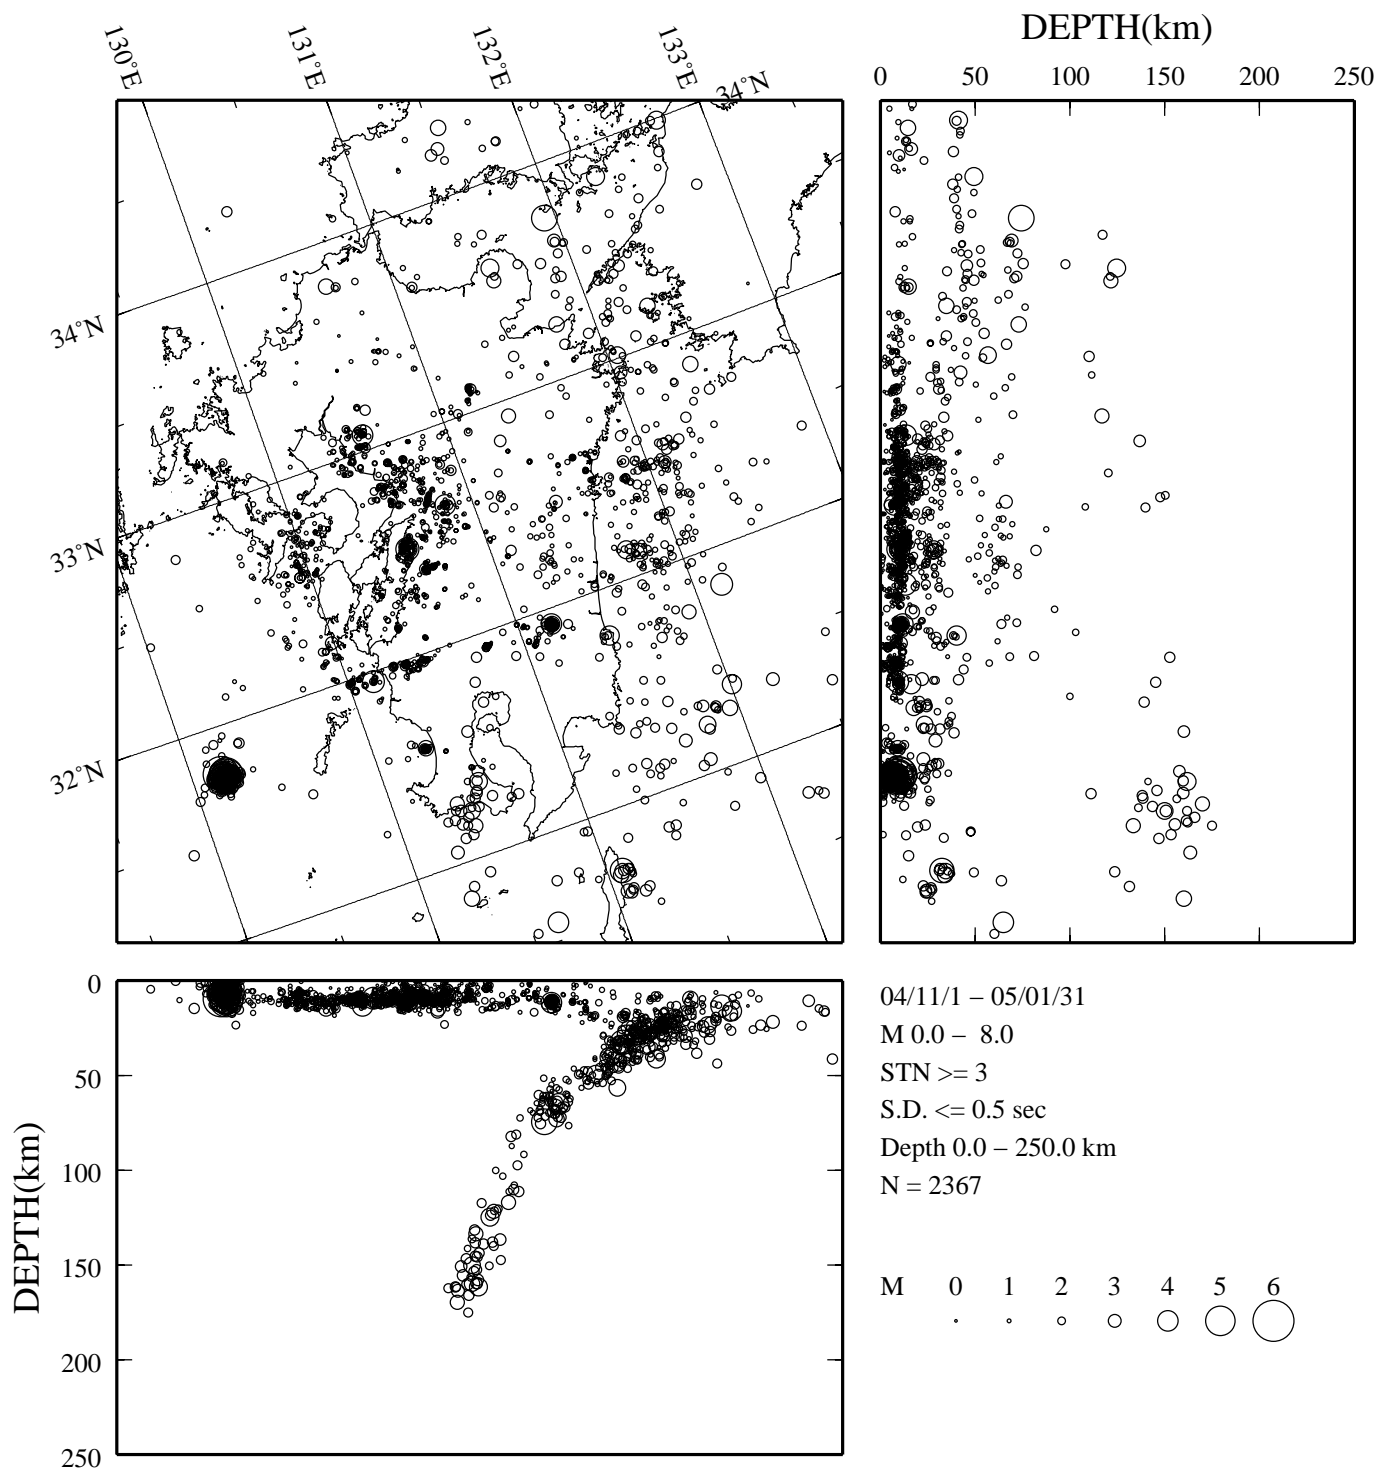 DEPTH(km)
130°E
131°E
132°E
133°E
34°N
0 50 100 150 200 250
34°N
33°N
32°N
0
50
100
150
200
250
DEPTH(km)
04/11/1 – 05/01/31
M 0.0 – 8.0
STN >= 3
S.D. <= 0.5 sec
Depth 0.0 – 250.0 km
N = 2367
M 0 1 2 3 4 5 6